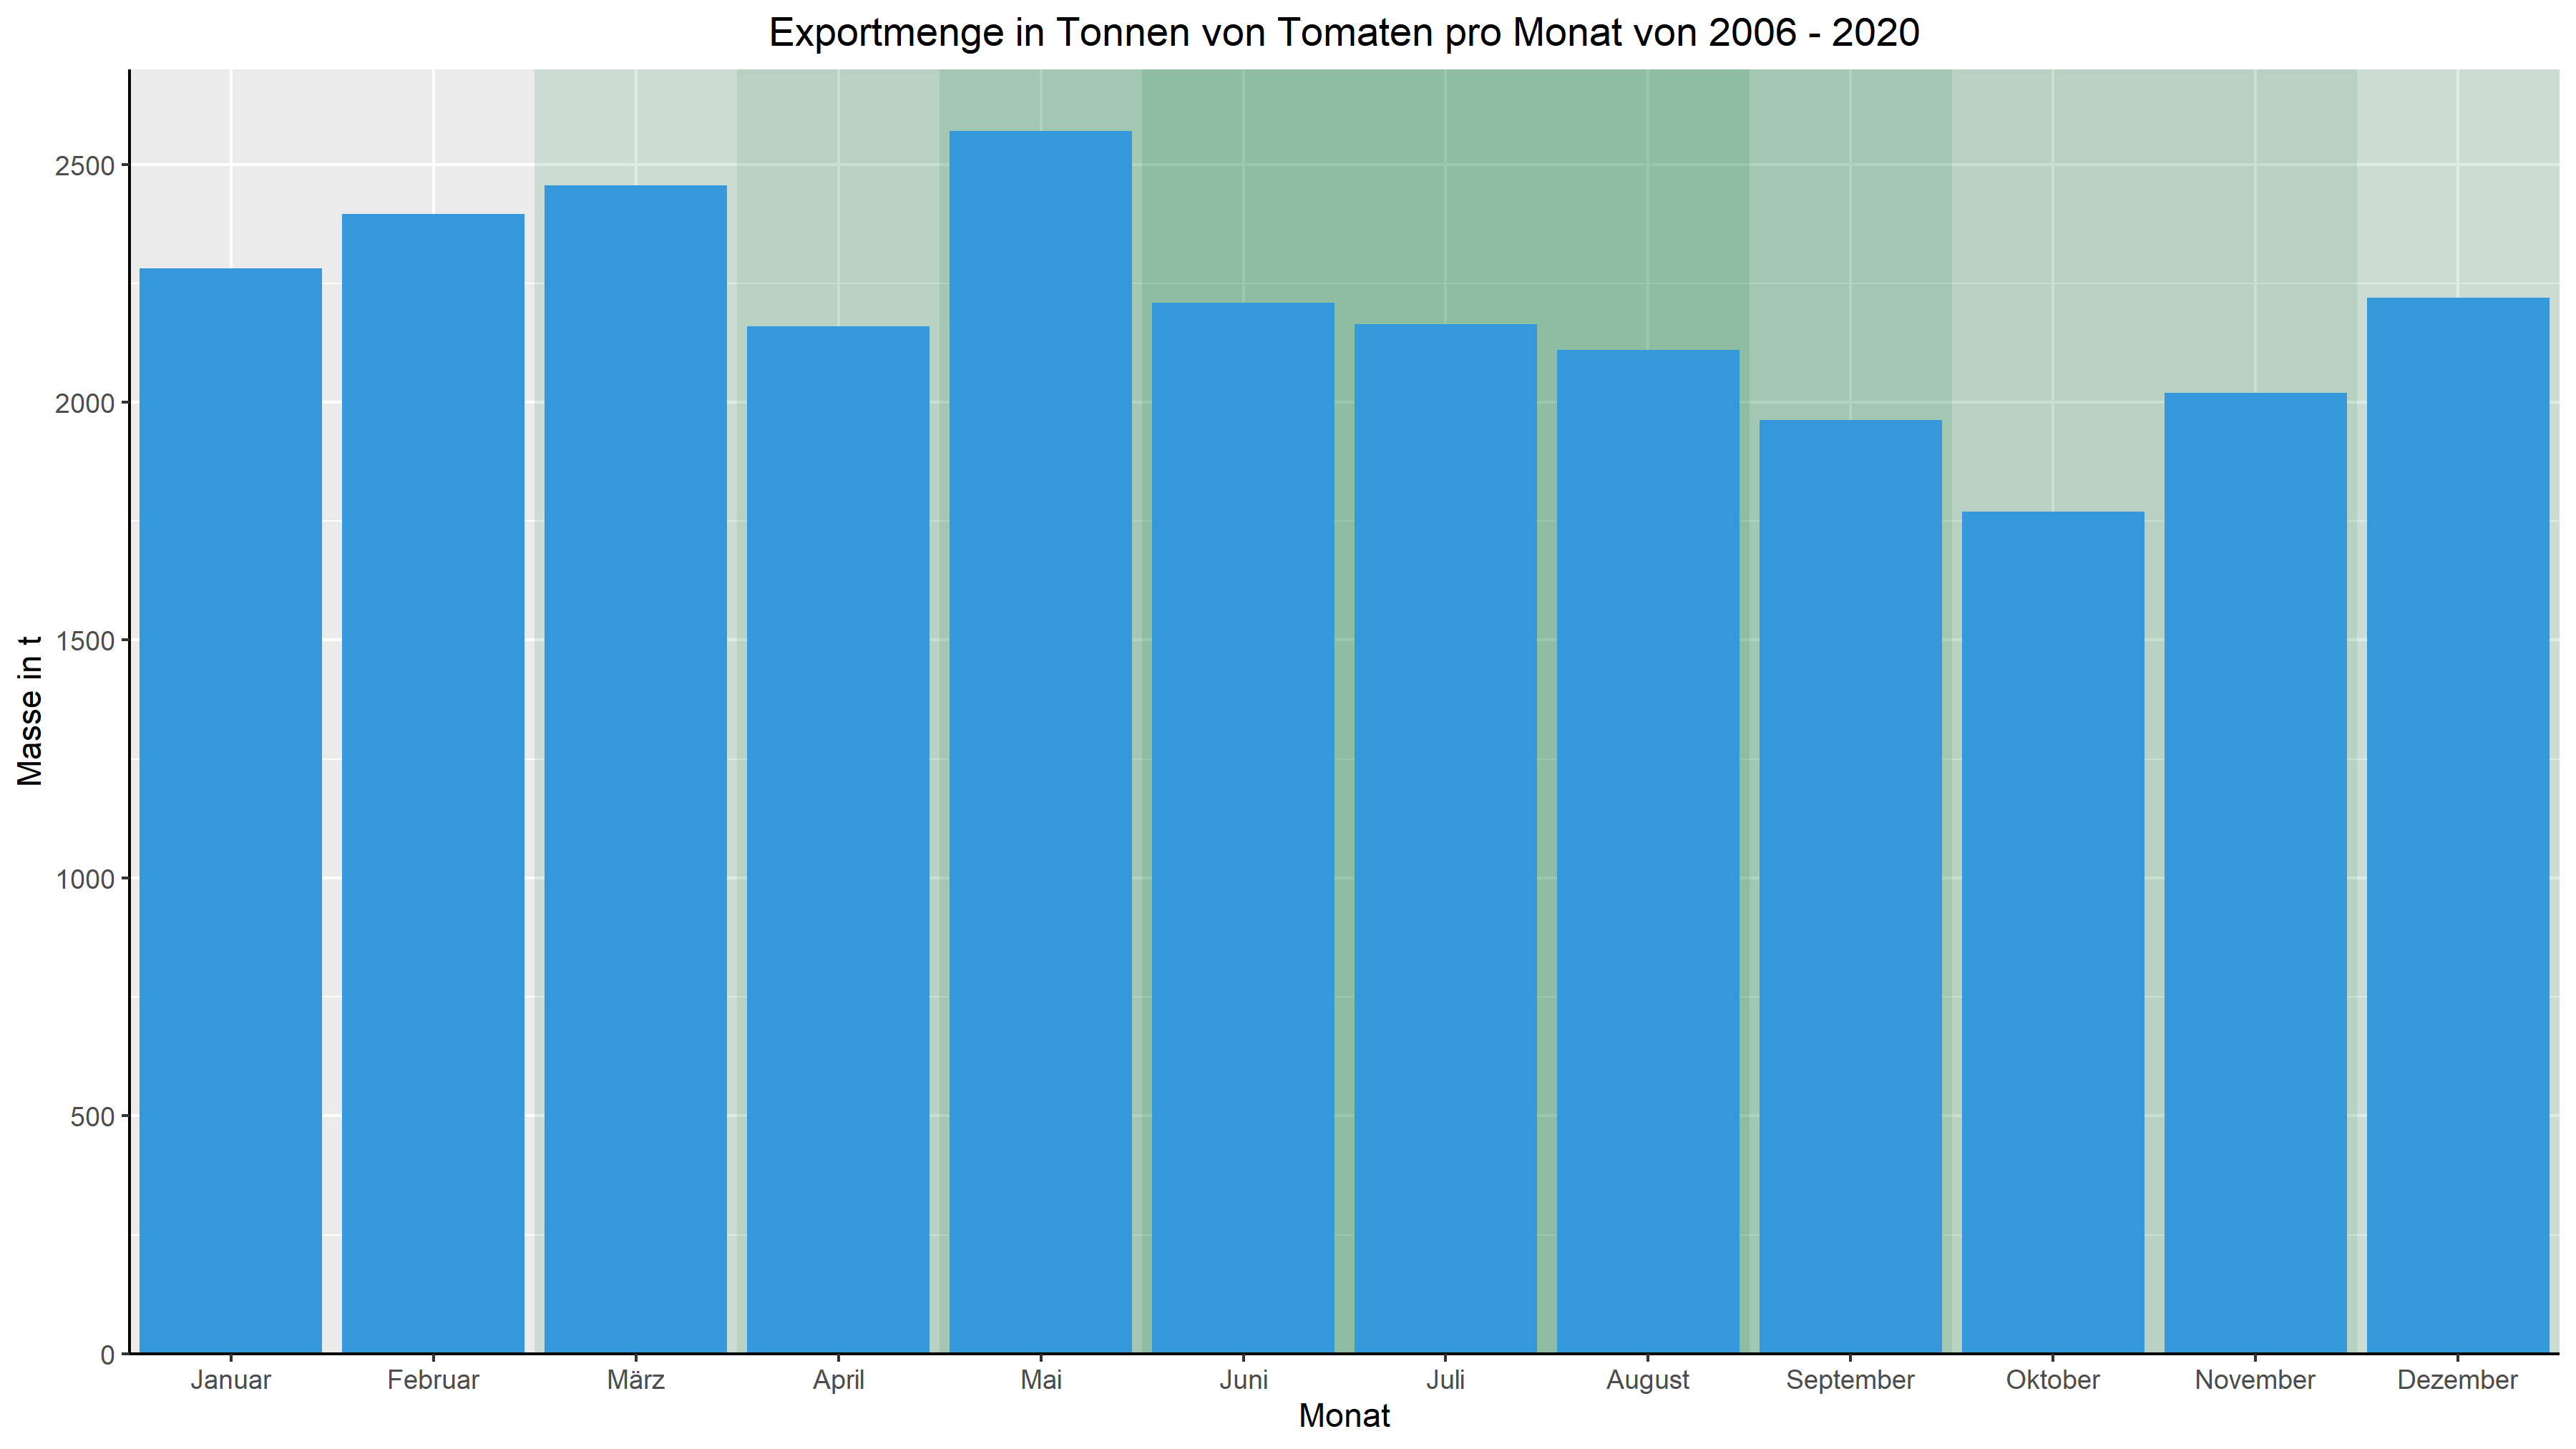 Exportmenge in Tonnen von Tomaten pro Monat von 2006 - 2020
Masse in t
2500
2000
1500
1000
500
0
Januar Februar März April Mai Juni Juli August September Oktober November Dezember
Monat